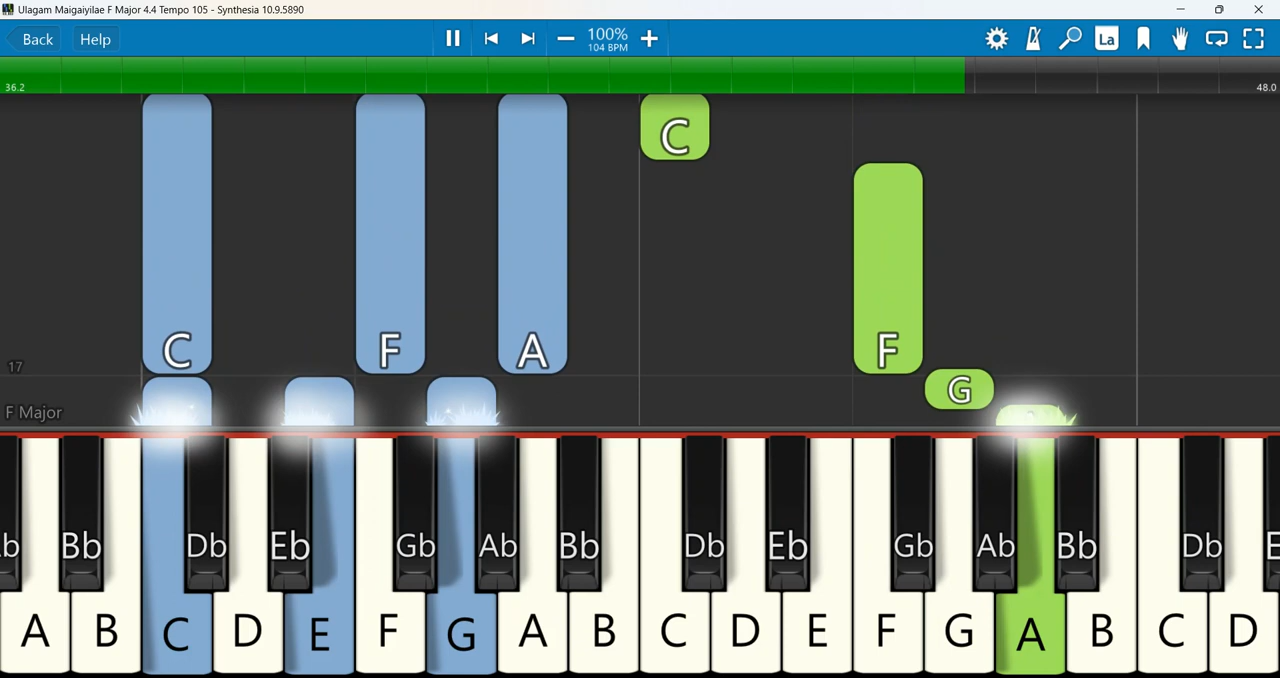 Ulagam Maigaiyilae F Major 4.4 Tempo 105 - Synthesia 10.9.5890
Back Help 100% La
104 BPM
36.2 48.0
C
C F A F
17
G
F Major
b Bb Db Eb Gb Ab Bb Db Eb Gb Ab Bb Db E
A B C D E F G A B C D E F G A B C D